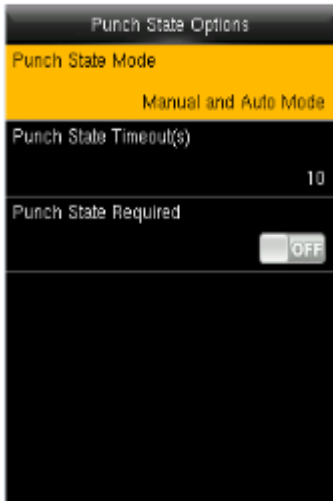 Punch State Options
Punch State Mode
Manual and Auto Mode
Punch State Timeout(s)
10
Punch State Required
OFF